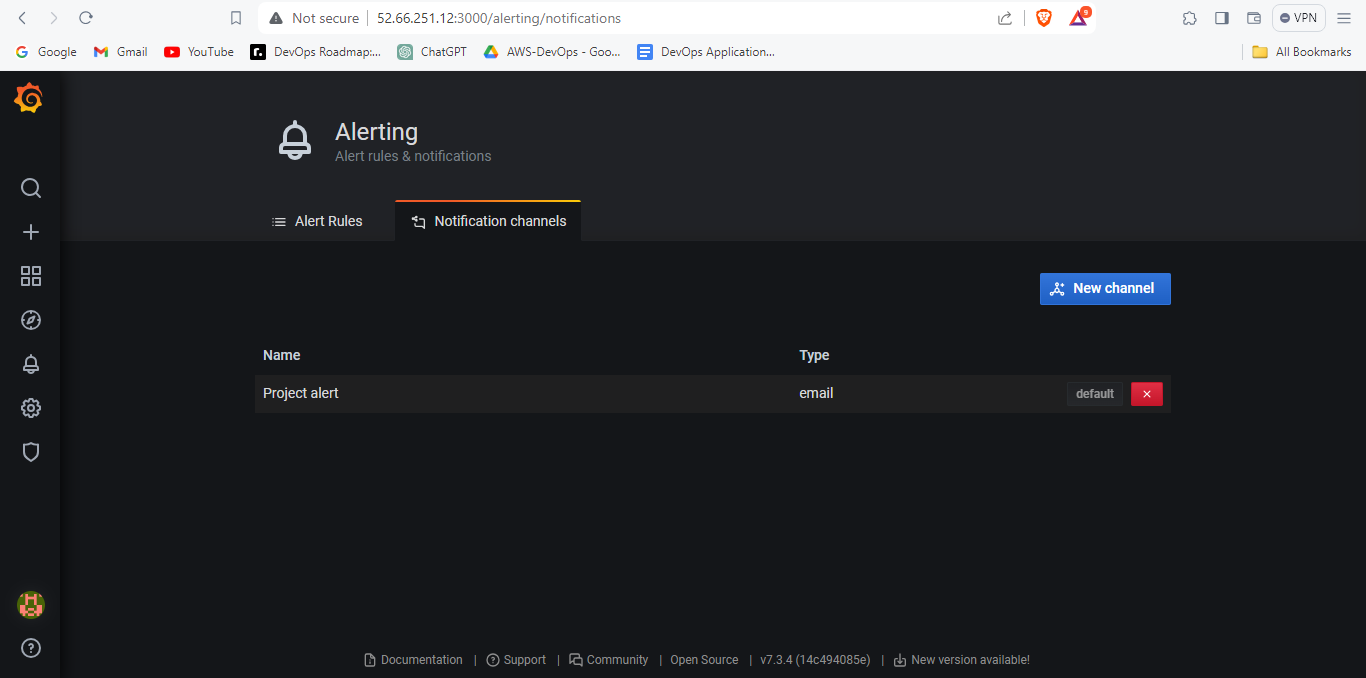 Not secure | 52.66.251.12:3000/alerting/notifications 9 VPN
Google Gmail YouTube r. DevOps Roadmap:... ChatGPT AWS-DevOps - Goo... DevOps Application... All Bookmarks
Alerting
Alert rules & notifications
Alert Rules Notification channels
New channel
Name Type
Project alert email default ×
Documentation | Support | Community | Open Source | v7.3.4 (14c494085e) | New version available!